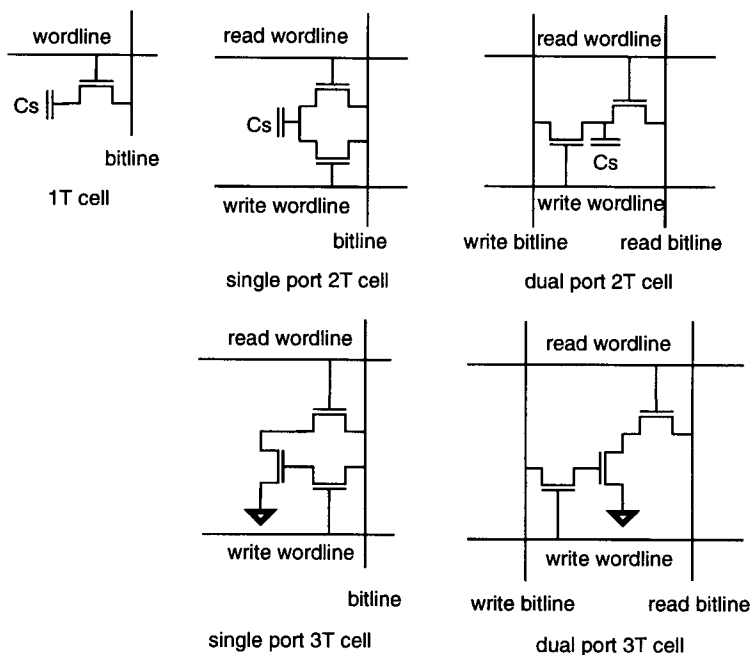 wordline
Cs
bitline
1T cell
read wordline
Cs
write wordline
bitline
single port 2T cell
read wordline
Cs
write wordline
write bitline
read bitline
dual port 2T cell
read wordline
write wordline
bitline
single port 3T cell
read wordline
write wordline
write bitline
read bitline
dual port 3T cell